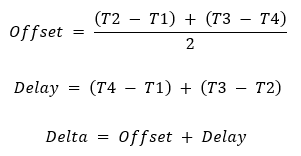 Offset = (T2 − T1) + (T3 − T4) / 2
Delay = (T4 − T1) + (T3 − T2)
Delta = Offset + Delay